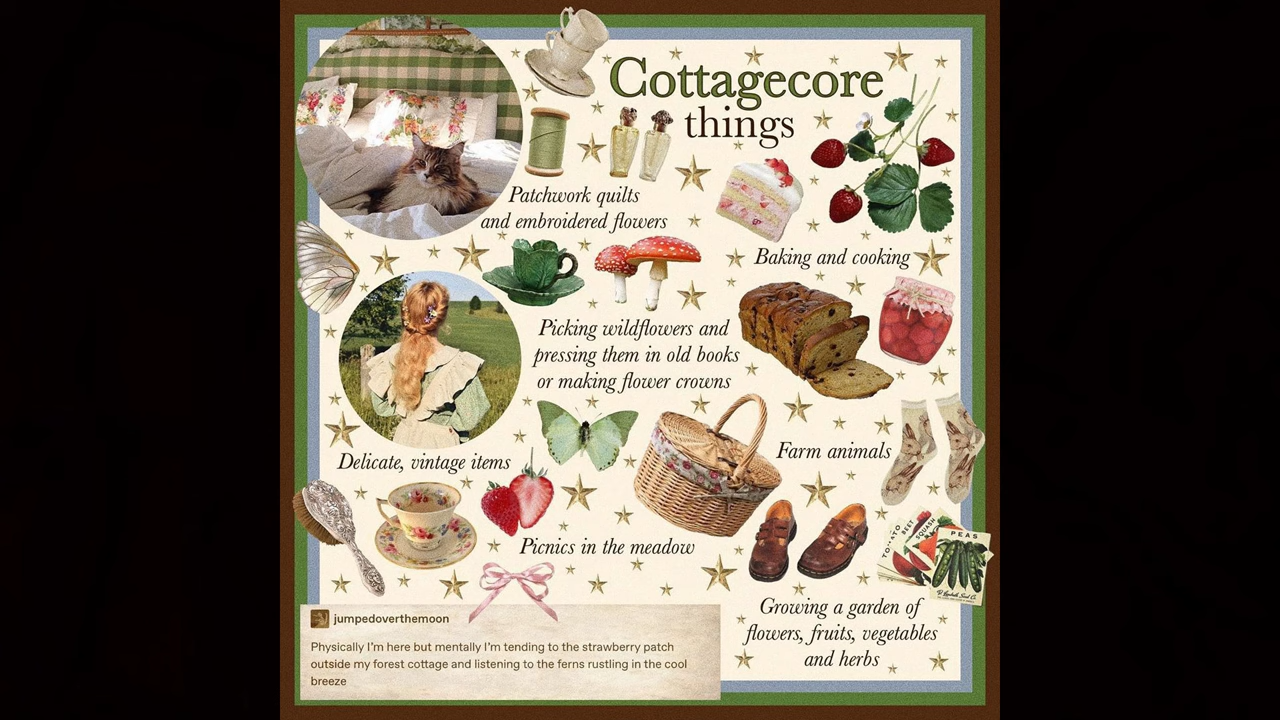 Cottagecore
things
Patchwork quilts
and embroidered flowers
Baking and cooking
Picking wildflowers and
pressing them in old books
or making flower crowns
Delicate, vintage items
Farm animals
Picnics in the meadow
TOMATO
BEET
SQUASH
PEAS
Growing a garden of
flowers, fruits, vegetables
and herbs
jumpedoverthemoon
Physically I'm here but mentally I'm tending to the strawberry patch
outside my forest cottage and listening to the ferns rustling in the cool
breeze